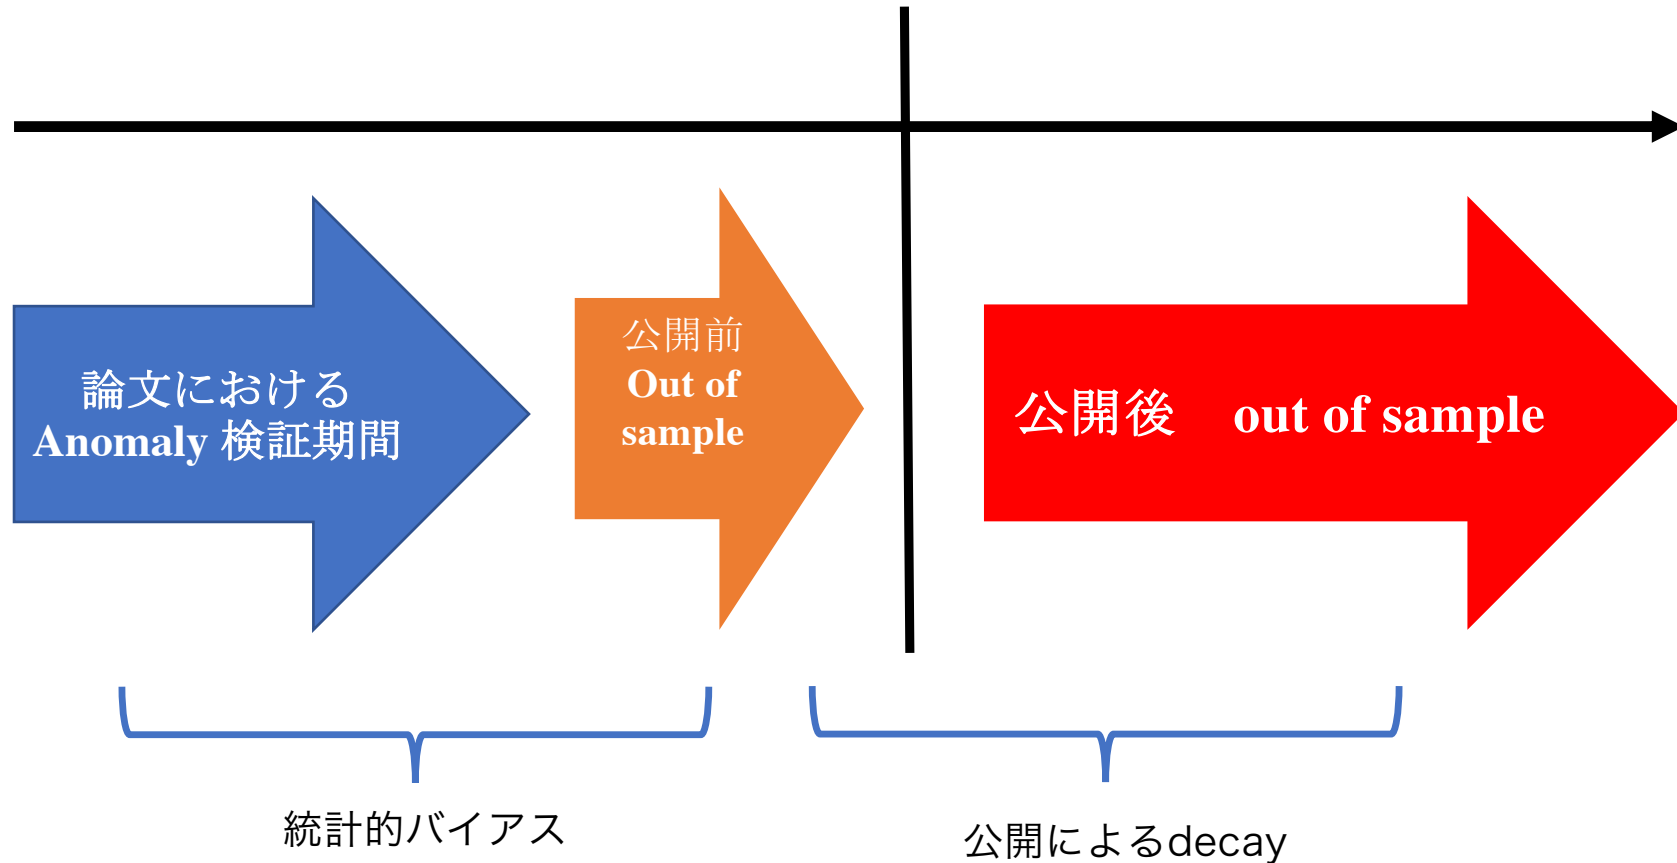 論文における
Anomaly 検証期間
公開前
Out of
sample
公開後　out of sample
統計的バイアス
公開によるdecay